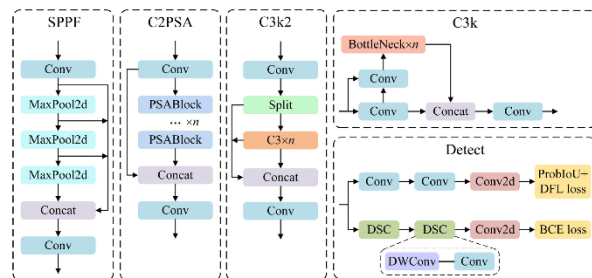 SPPF
Conv
MaxPool2d
MaxPool2d
MaxPool2d
Concat
Conv
C2PSA
Conv
PSABlock
... ×n
PSABlock
Concat
Conv
C3k2
Conv
Split
C3×n
Concat
Conv
C3k
BottleNeck×n
Conv
Conv
Concat
Conv
Detect
Conv
Conv
Conv2d
ProbIoU+
DFL loss
DSC
DSC
Conv2d
BCE loss
DWConv
Conv